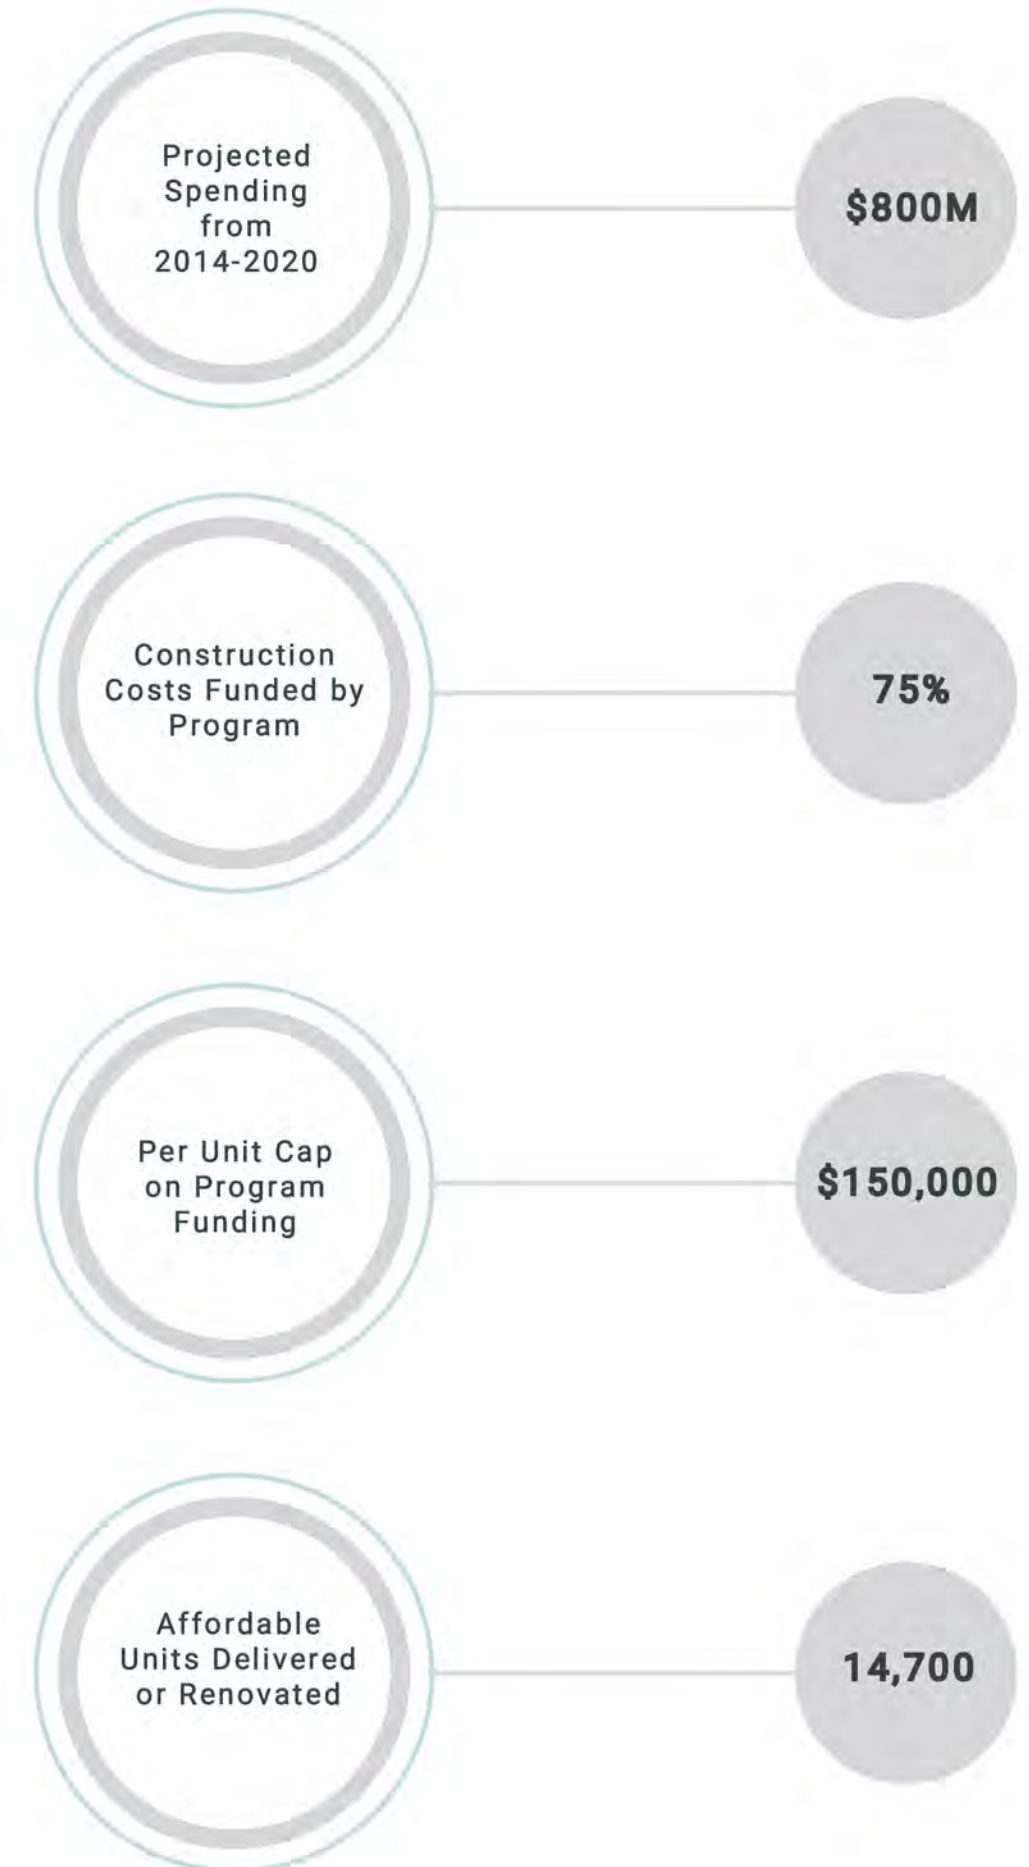 Projected
Spending
from
2014-2020
$800M
Construction
Costs Funded by
Program
75%
Per Unit Cap
on Program
Funding
$150,000
Affordable
Units Delivered
or Renovated
14,700